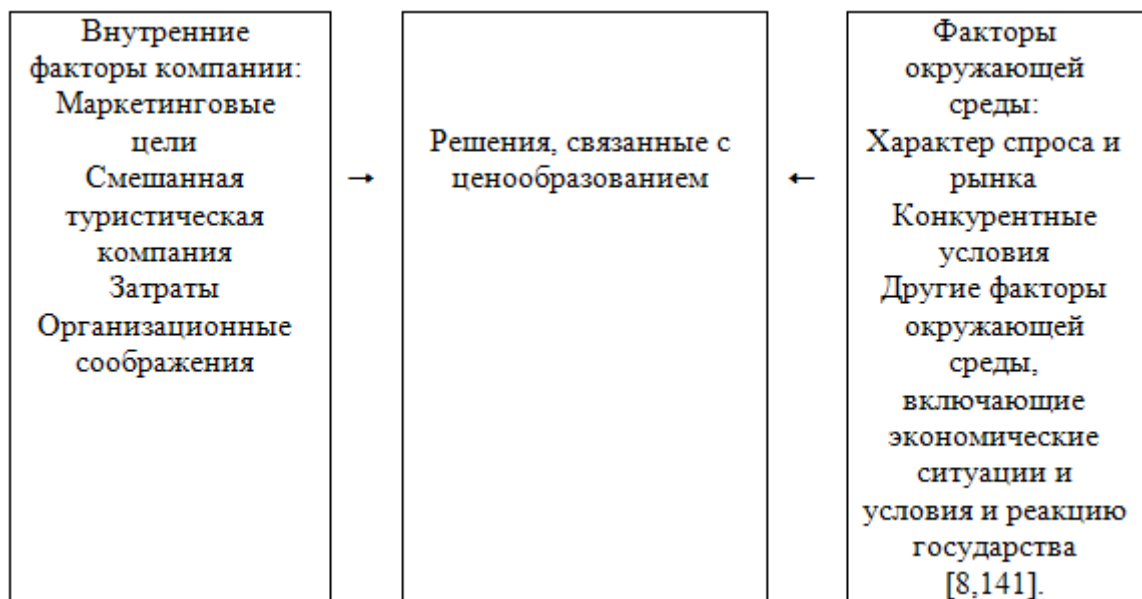 Внутренние
факторы компании:
Маркетинговые
цели
Смешанная
туристическая
компания
Затраты
Организационные
соображения
→
Решения, связанные с
ценообразованием
←
Факторы
окружающей
среды:
Характер спроса и
рынка
Конкурентные
условия
Другие факторы
окружающей
среды,
включающие
экономические
ситуации и
условия и реакцию
государства
[8,141].